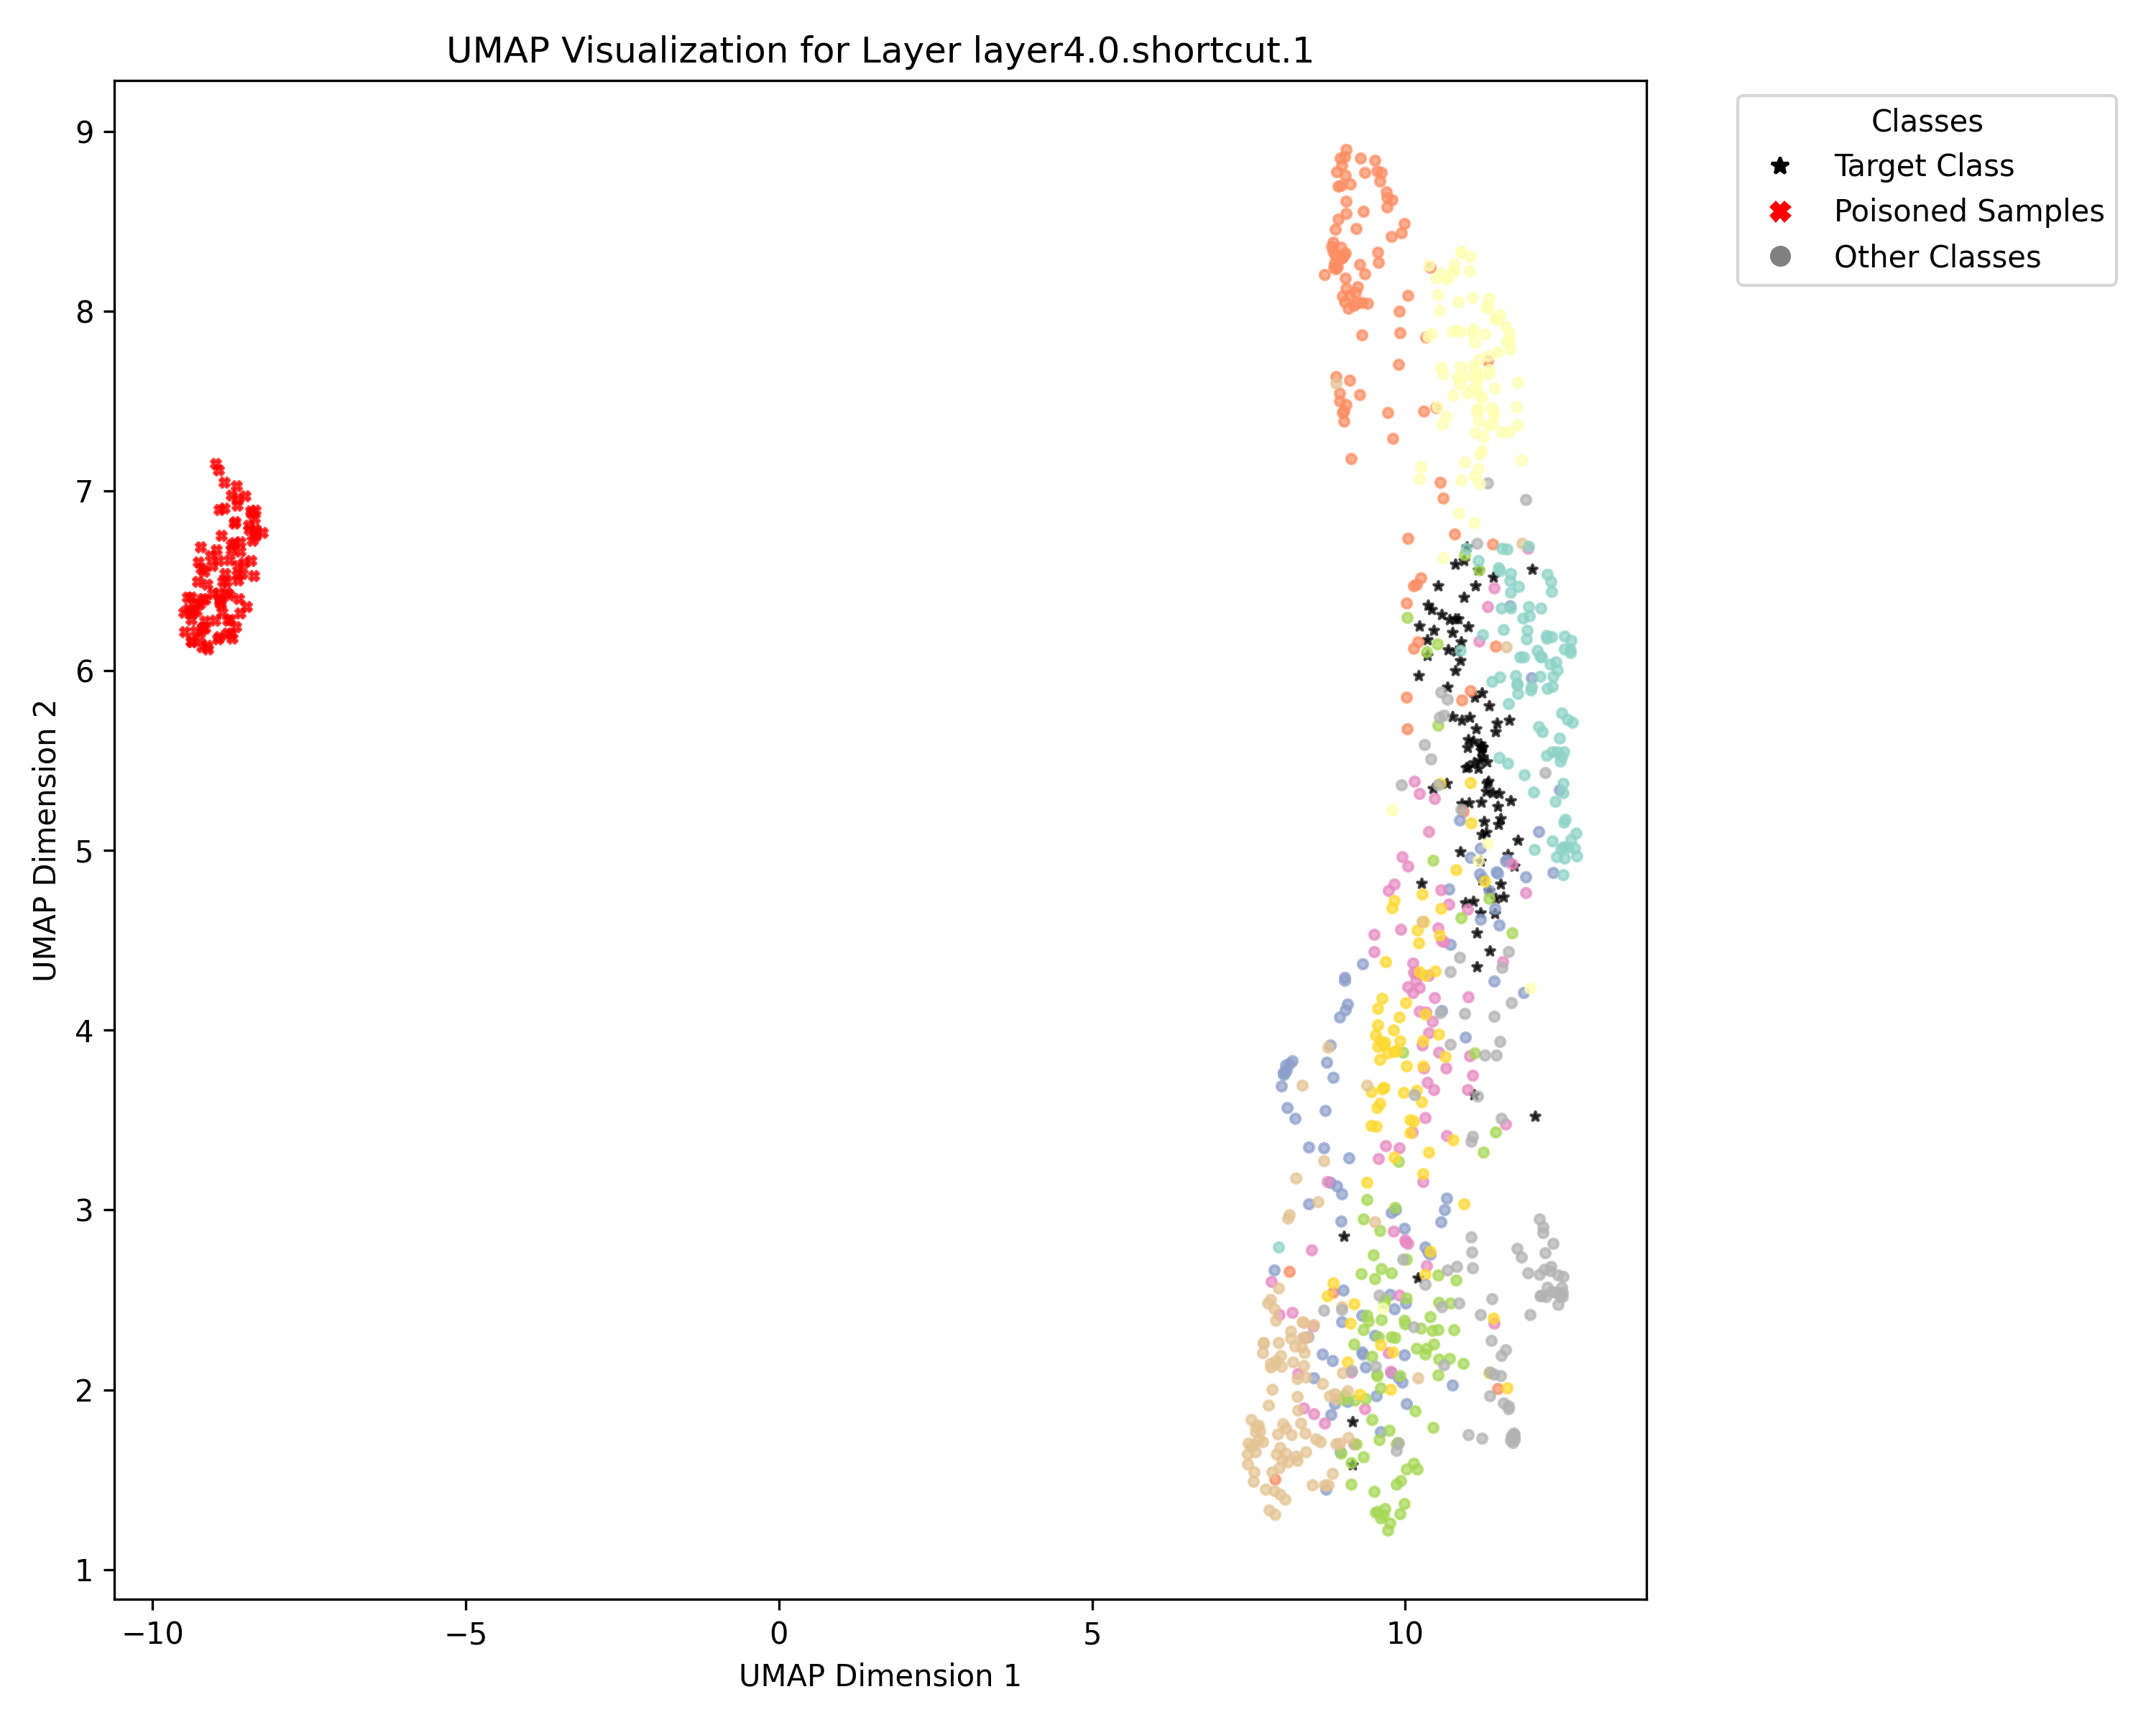 UMAP Visualization for Layer layer4.0.shortcut.1
Classes
Target Class
Poisoned Samples
Other Classes
9
8
7
6
5
4
3
2
1
UMAP Dimension 2
−10
−5
0
5
10
UMAP Dimension 1